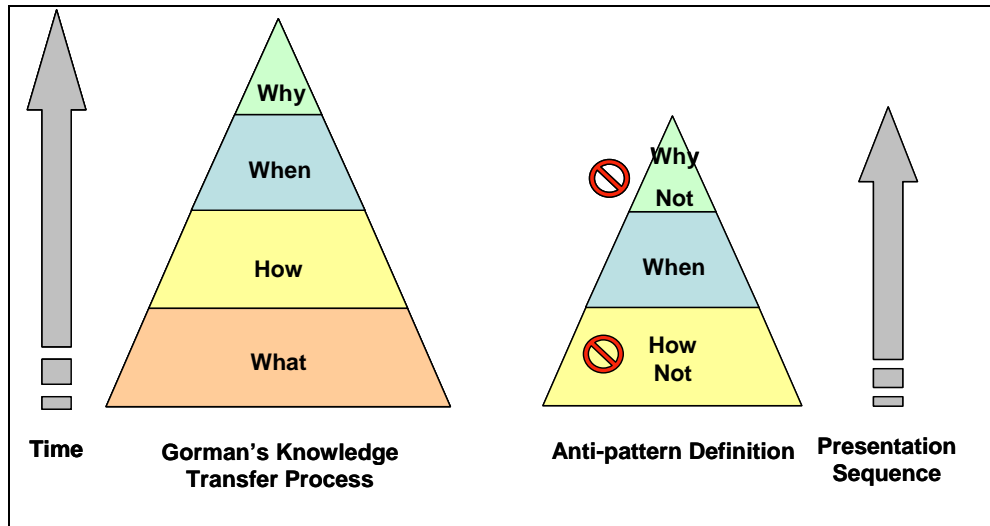 Why
When
How
What
Why
Not
When
How
Not
Time
Gorman's Knowledge
Transfer Process
Anti-pattern Definition
Presentation
Sequence